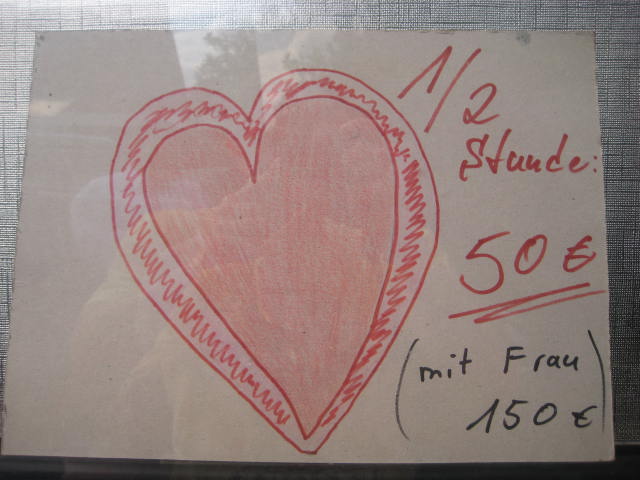 1/2
Stunde:
50 €
(mit Frau
150 €)